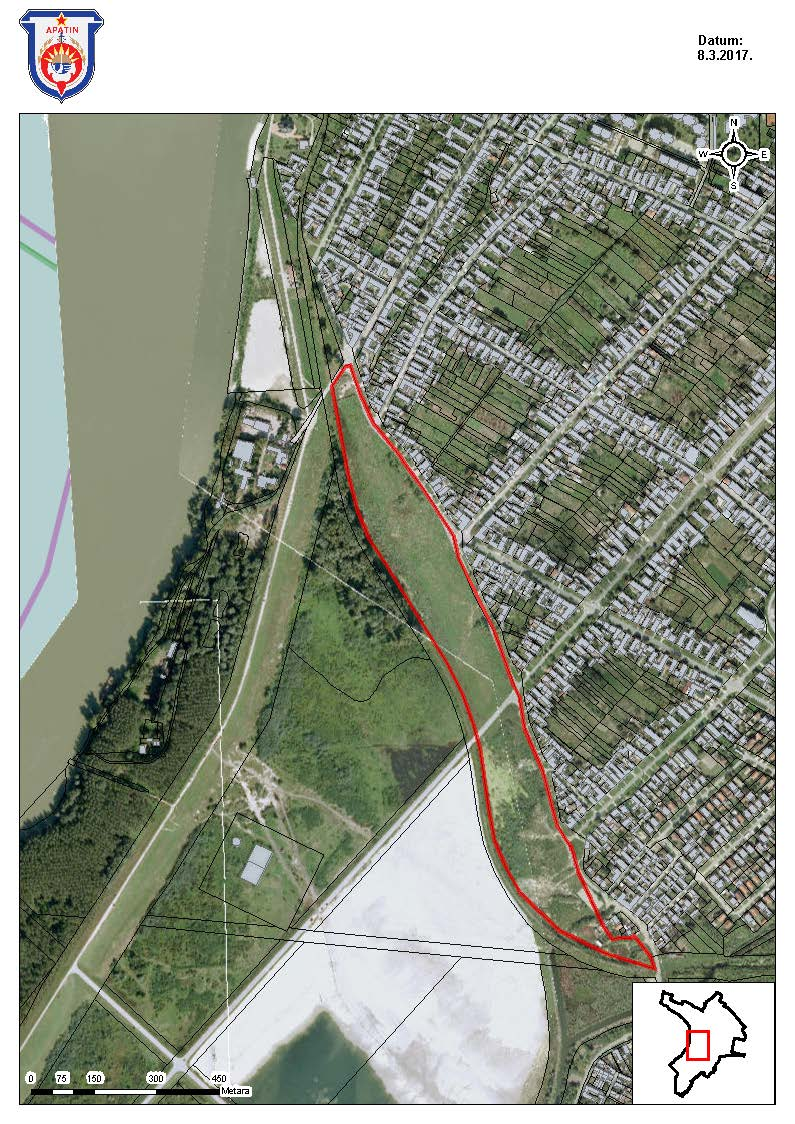 APATIN
Datum:
8.3.2017.
N
W E
S
0 75 150 300 450
Metara